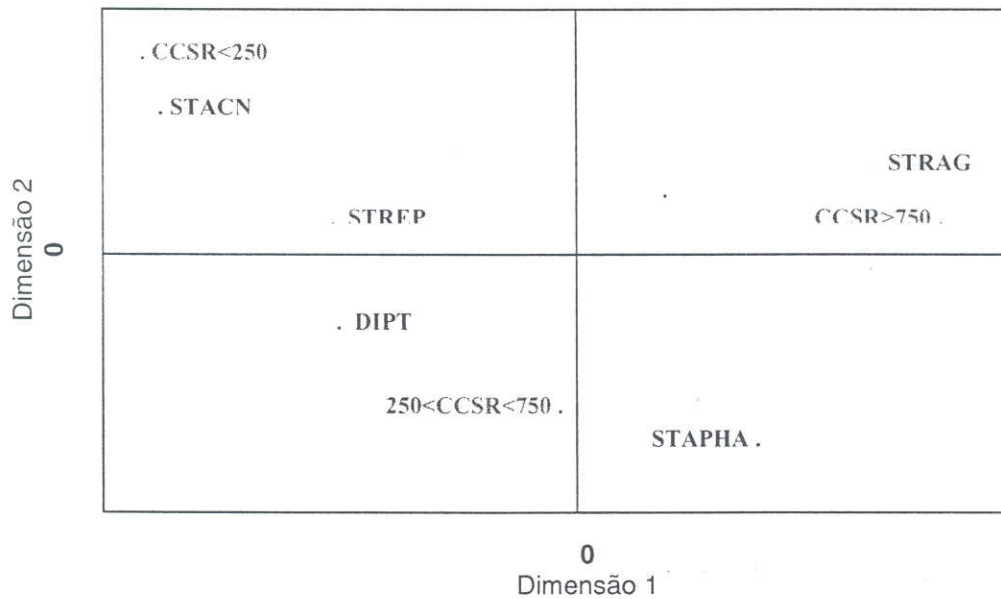 . CCSR<250
. STACN
STRAG
. STREP
CCSR>750 .
Dimensão 2
0
. DIPT
250<CCSR<750 .
STAPHA .
0
Dimensão 1